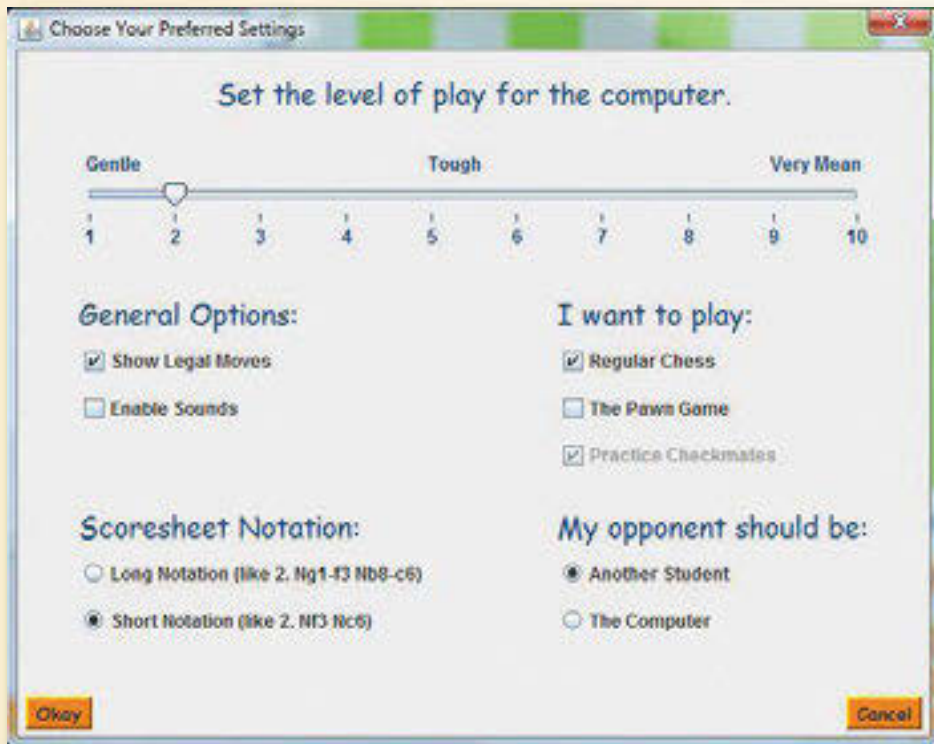 Choose Your Preferred Settings
Set the level of play for the computer.
Gentle Tough Very Mean
1 2 3 4 5 6 7 8 9 10
General Options:
Show Legal Moves
Enable Sounds
I want to play:
Regular Chess
The Pawn Game
Practice Checkmates
Scoresheet Notation:
Long Notation (like 2. Ng1-f3 Nb8-c6)
Short Notation (like 2. Nf3 Nc6)
My opponent should be:
Another Student
The Computer
Okay
Cancel